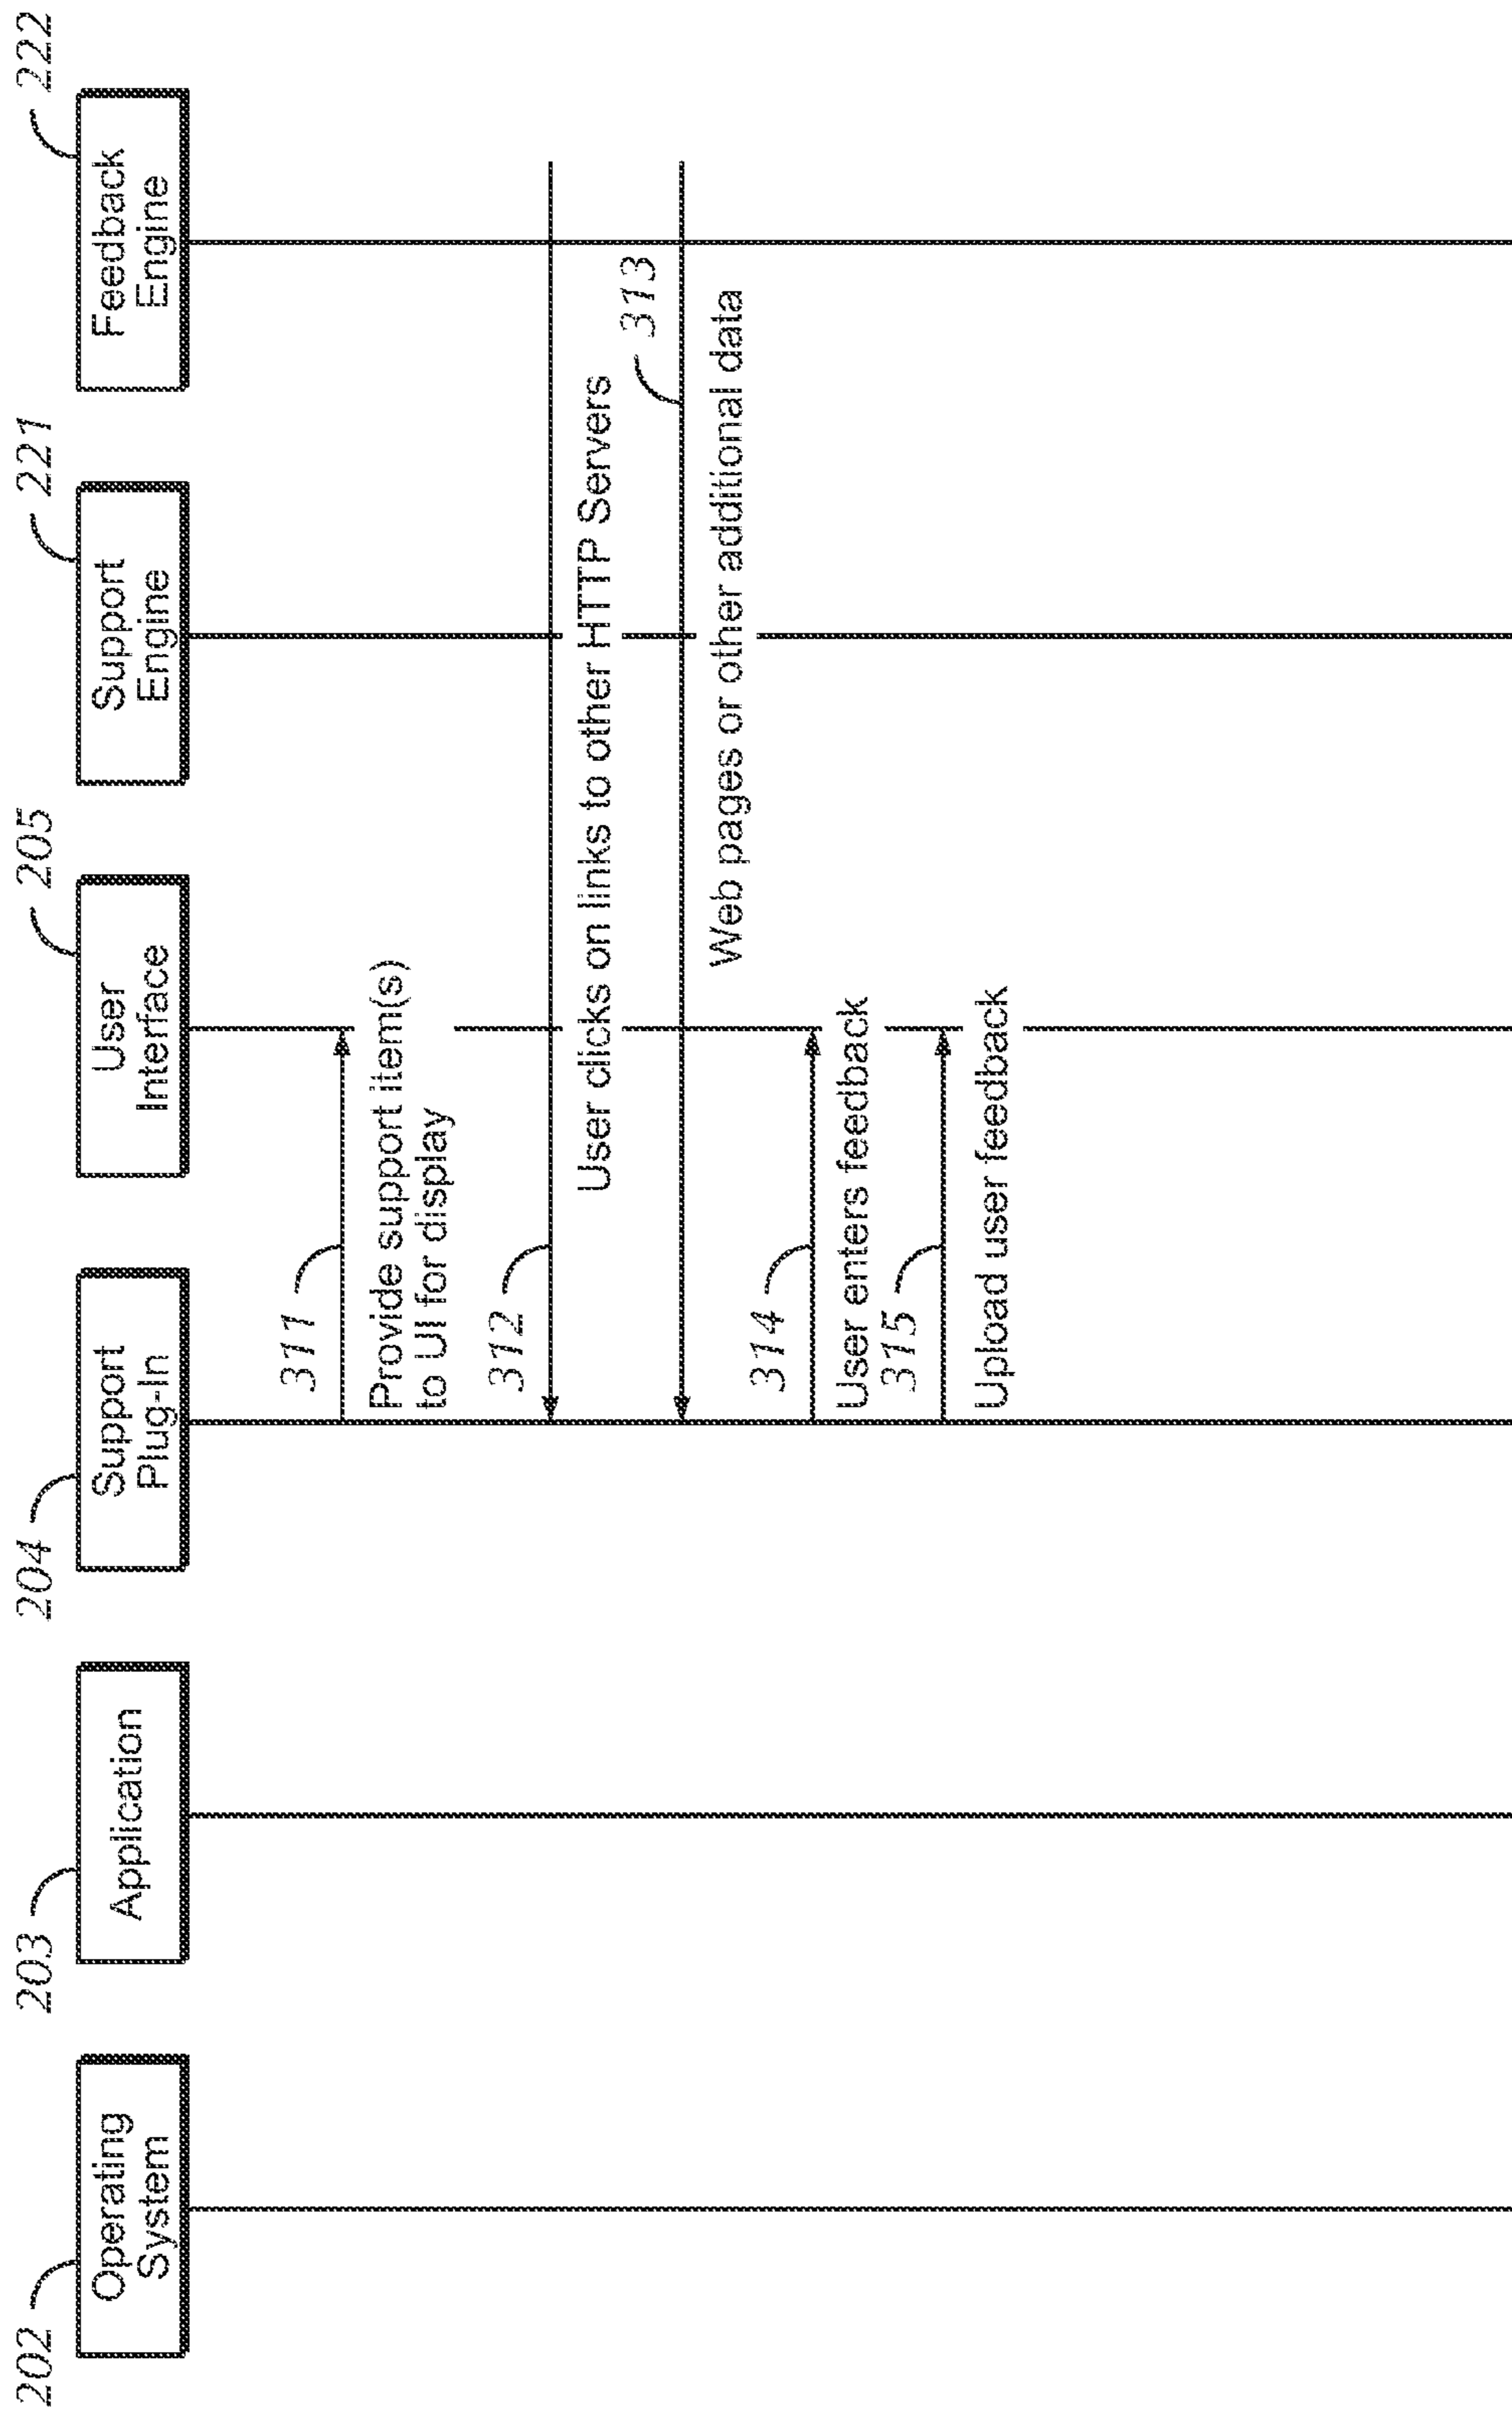 202
203
204
205
221
222
Operating
System
Application
Support
Plug-In
User
Interface
Support
Engine
Feedback
Engine
311
Provide support item(s)
to UI for display
312
User clicks on links to other HTTP Servers
313
Web pages or other additional data
314
User enters feedback
315
Upload user feedback